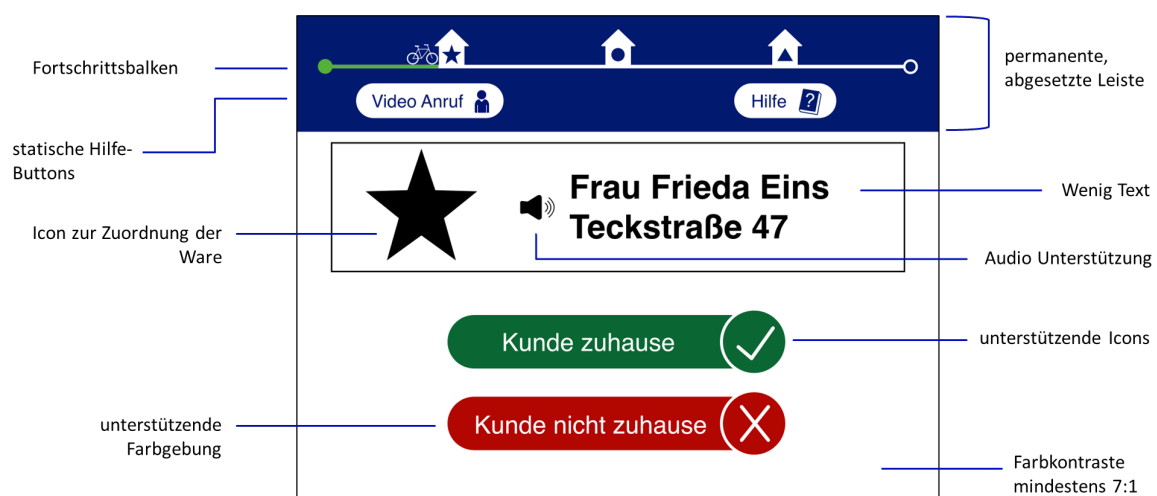 Fortschrittsbalken
statische Hilfe-
Buttons
Icon zur Zuordnung der
Ware
unterstützende
Farbgebung
Video Anruf
Hilfe
?
Frau Frieda Eins
Teckstraße 47
Kunde zuhause
Kunde nicht zuhause
permanente,
abgesetzte Leiste
Wenig Text
Audio Unterstützung
unterstützende Icons
Farbkontraste
mindestens 7:1